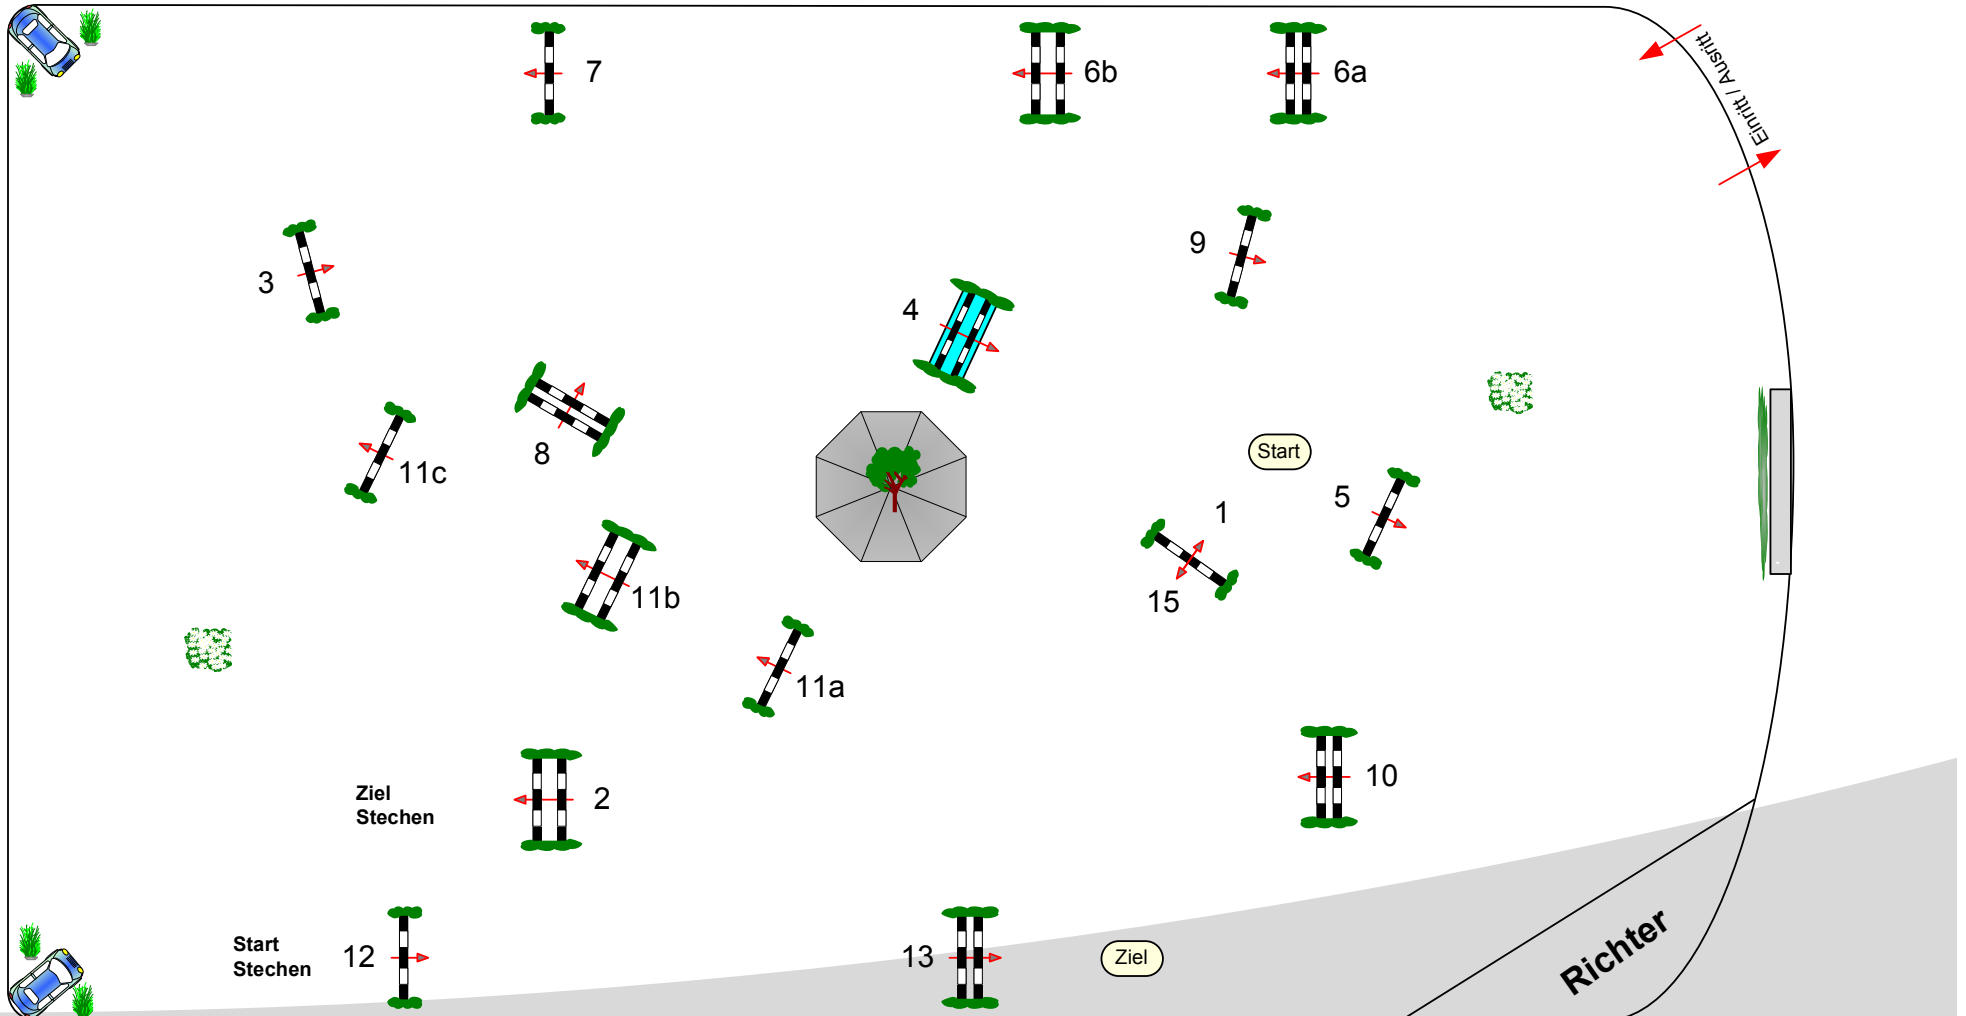 7
6b
6a
Einritt / Ausritt
3
9
4
8
11c
Start
5
1
11b
15
11a
10
Ziel
Stechen
2
Start
Stechen
12
13
Ziel
Richter